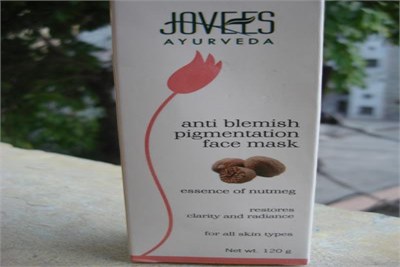 JOVEES
AYURVEDA
anti blemish
pigmentation
face mask
essence of nutmeg
restores
clarity and radiance
for all skin types
Net wt. 120 g